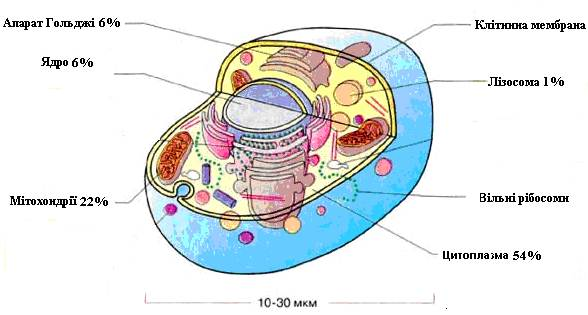 Апарат Гольджі 6%
Клітинна мембрана
Ядро 6%
Лізосома 1%
Мітохондрії 22%
Вільні рібосоми
Цитоплазма 54%
10-30 мкм